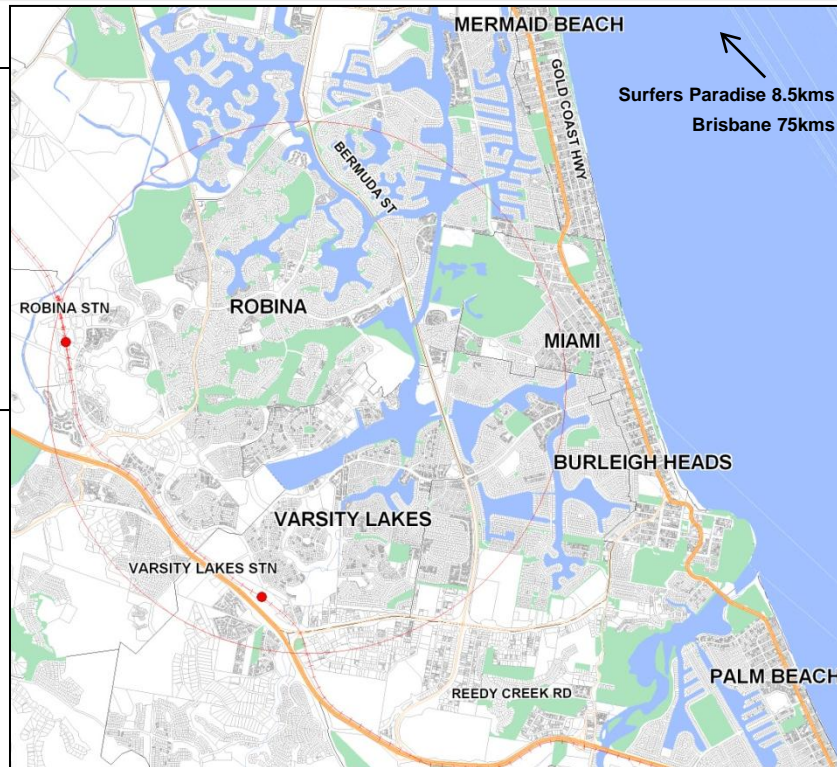 MERMAID BEACH
GOLD COAST HWY
Surfers Paradise 8.5kms
Brisbane 75kms
BERMUDA ST
ROBINA STN
ROBINA
MIAMI
BURLEIGH HEADS
VARSITY LAKES
VARSITY LAKES STN
PALM BEACH
REEDY CREEK RD